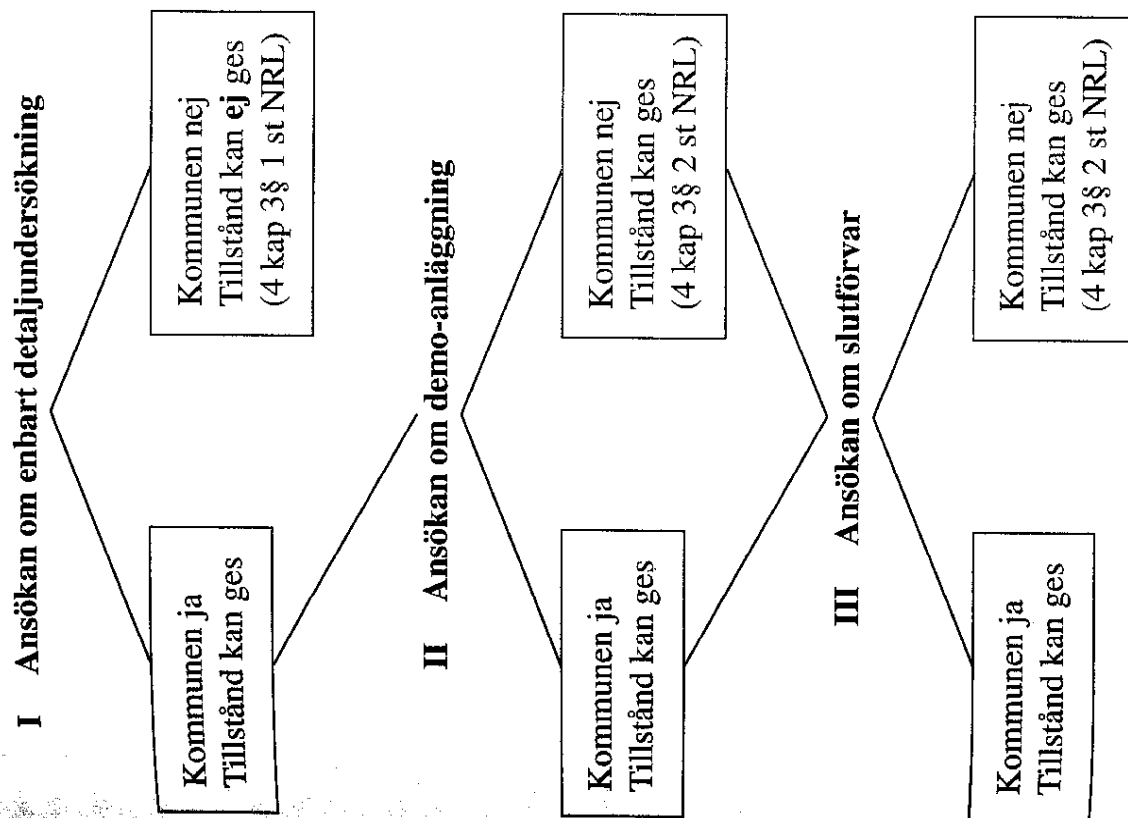 I Ansökan om enbart detaljundersökning
Kommunen ja
Tillstånd kan ges
Kommunen nej
Tillstånd kan ej ges
(4 kap 3§ 1 st NRL)
II Ansökan om demo-anläggning
Kommunen ja
Tillstånd kan ges
Kommunen nej
Tillstånd kan ges
(4 kap 3§ 2 st NRL)
III Ansökan om slutförvar
Kommunen ja
Tillstånd kan ges
Kommunen nej
Tillstånd kan ges
(4 kap 3§ 2 st NRL)